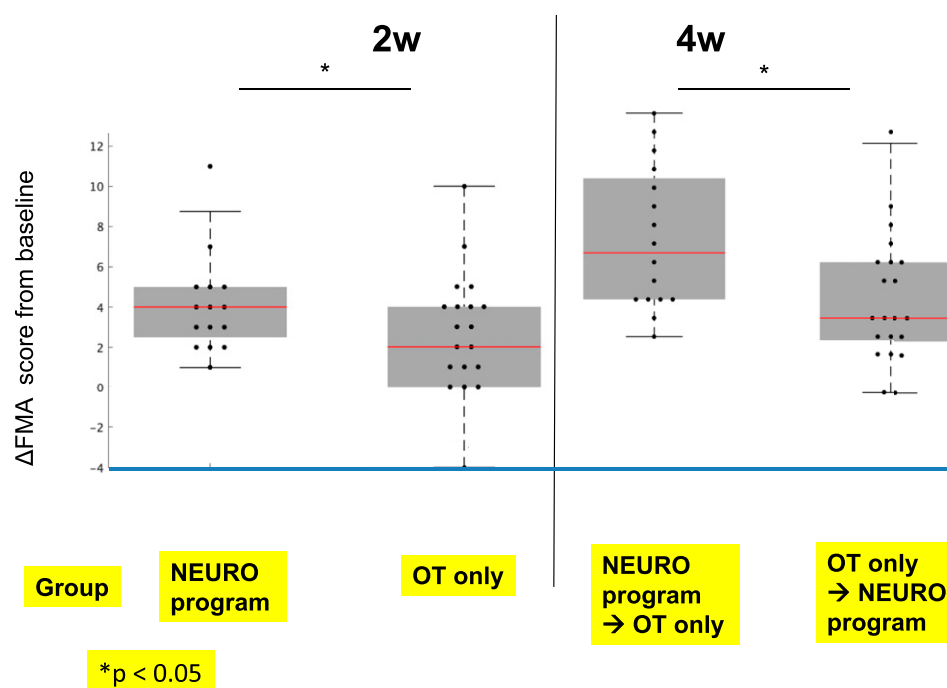 2w
4w
*
*
ΔFMA score from baseline
12
10
8
6
4
2
0
−2
−4
Group
NEURO
program
OT only
NEURO
program
→ OT only
OT only
→ NEURO
program
*p < 0.05